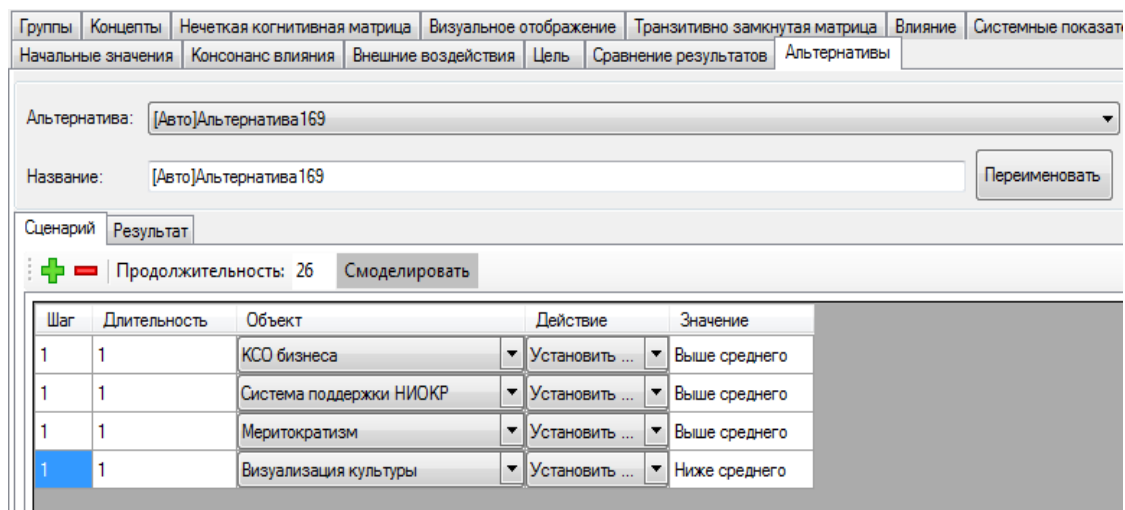 Группы Концепты Нечеткая когнитивная матрица Визуальное отображение Транзитивно замкнутая матрица Влияние Системные показат
Начальные значения Консонанс влияния Внешние воздействия Цель Сравнение результатов Альтернативы
Альтернатива: [Авто]Альтернатива169
Название: [Авто]Альтернатива169 Переименовать
Сценарий Результат
Продолжительность: 26 Смоделировать
Шаг Длительность Объект Действие Значение
1 1 КСО бизнеса Установить ... Выше среднего
1 1 Система поддержки НИОКР Установить ... Выше среднего
1 1 Меритократизм Установить ... Выше среднего
1 1 Визуализация культуры Установить ... Ниже среднего